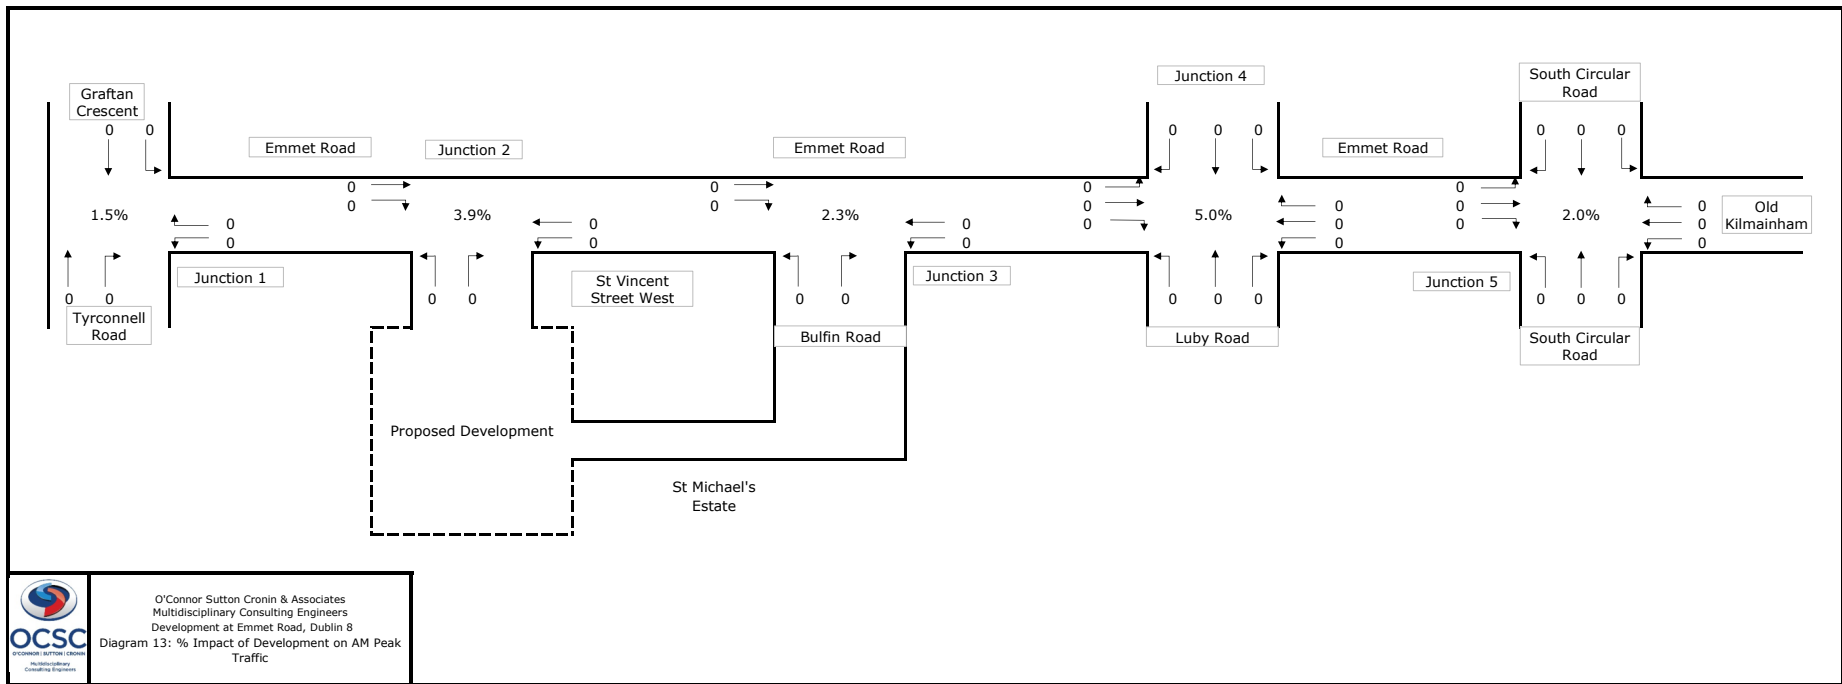 Graftan
Crescent
0 0
Emmet Road
Junction 2
Emmet Road
Junction 4
0 0 0
Emmet Road
South Circular
Road
0 0 0
0
0
0
0
0
0
0
0
0
0
1.5%
3.9%
2.3%
5.0%
2.0%
0
0
0
0
0
0
0
0
0
0
0
0
Old
Kilmainham
Junction 1
0 0
Tyrconnell
Road
0 0
St Vincent
Street West
0 0
Bulfin Road
Junction 3
0 0 0
Luby Road
Junction 5
0 0 0
South Circular
Road
Proposed Development
St Michael's
Estate
OCSC
O'CONNOR | SUTTON | CRONIN
Multidisciplinary
Consulting Engineers
O'Connor Sutton Cronin & Associates
Multidisciplinary Consulting Engineers
Development at Emmet Road, Dublin 8
Diagram 13: % Impact of Development on AM Peak
Traffic